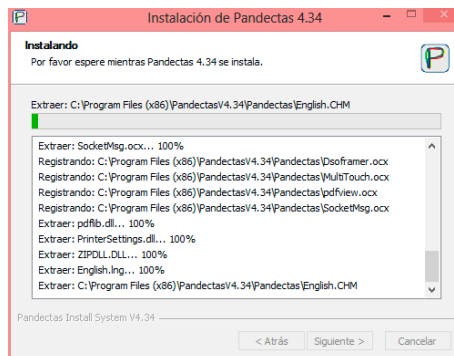 Instalación de Pandectas 4.34
Instalando
Por favor espere mientras Pandectas 4.34 se instala.
Extraer: C:\Program Files (x86)\PandectasV4.34\Pandectas\English.CHM
Extraer: SocketMsg.ocx... 100%
Registrando: C:\Program Files (x86)\PandectasV4.34\Pandectas\Dsoframer.ocx
Registrando: C:\Program Files (x86)\PandectasV4.34\Pandectas\MultiTouch.ocx
Registrando: C:\Program Files (x86)\PandectasV4.34\Pandectas\pdfview.ocx
Registrando: C:\Program Files (x86)\PandectasV4.34\Pandectas\SocketMsg.ocx
Extraer: pdflib.dll... 100%
Extraer: PrinterSettings.dll... 100%
Extraer: ZIPDLL.DLL... 100%
Extraer: English.lng... 100%
Extraer: C:\Program Files (x86)\PandectasV4.34\Pandectas\English.CHM
Pandectas Install System V4.34
< Atrás Siguiente > Cancelar